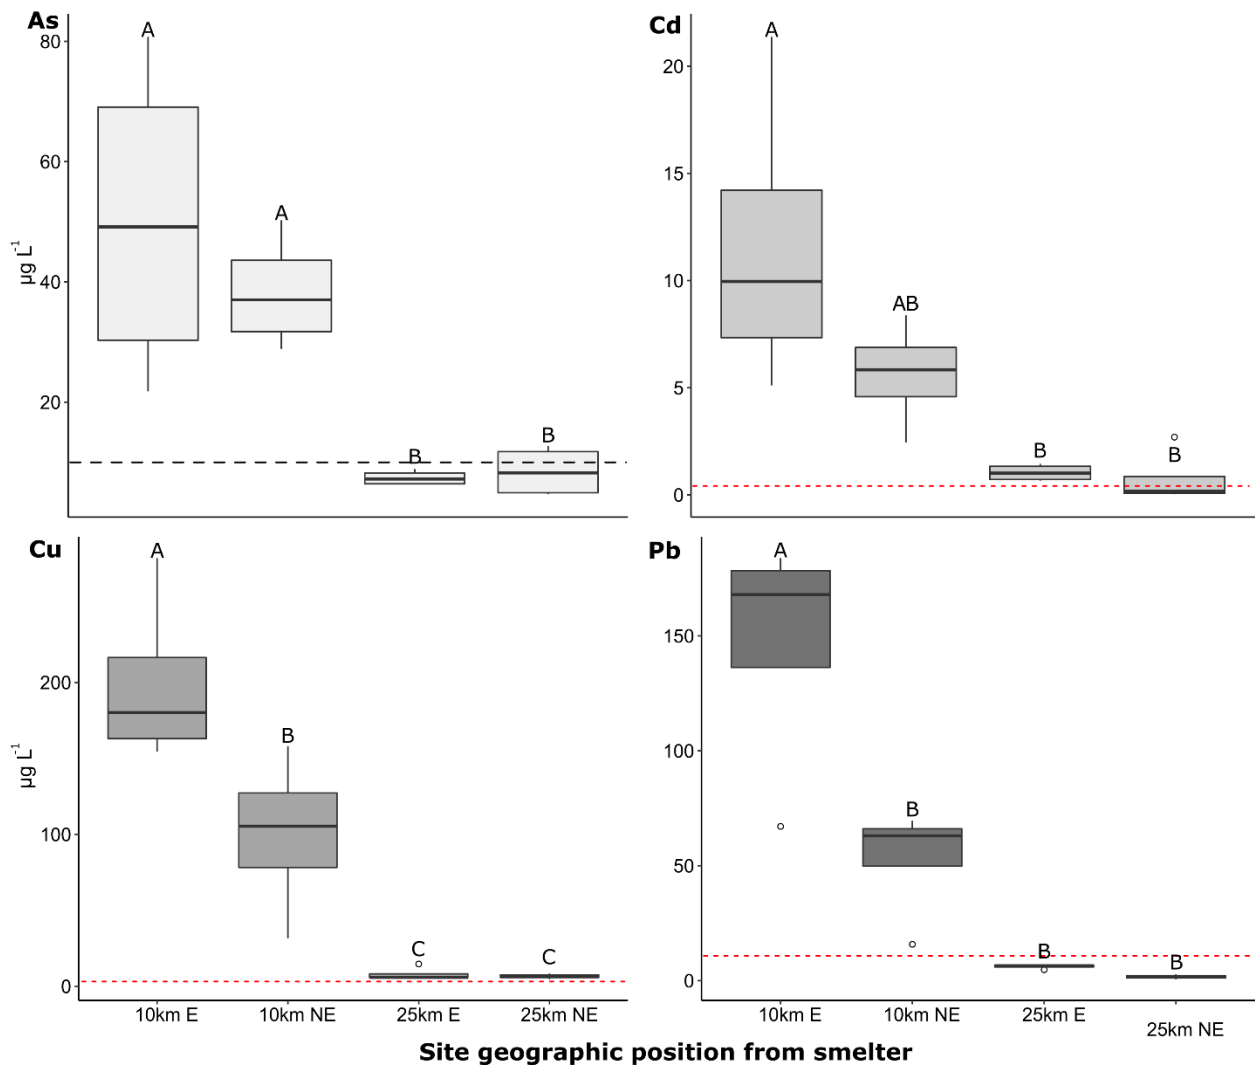 As
A
A
B
B
80
60
40
20
µg L-1
Cd
A
AB
B
B
20
15
10
5
0
Cu
A
B
C
C
200
100
0
µg L-1
10km E 10km NE 25km E 25km NE
Pb
A
B
B
B
150
100
50
0
10km E 10km NE 25km E 25km NE
Site geographic position from smelter